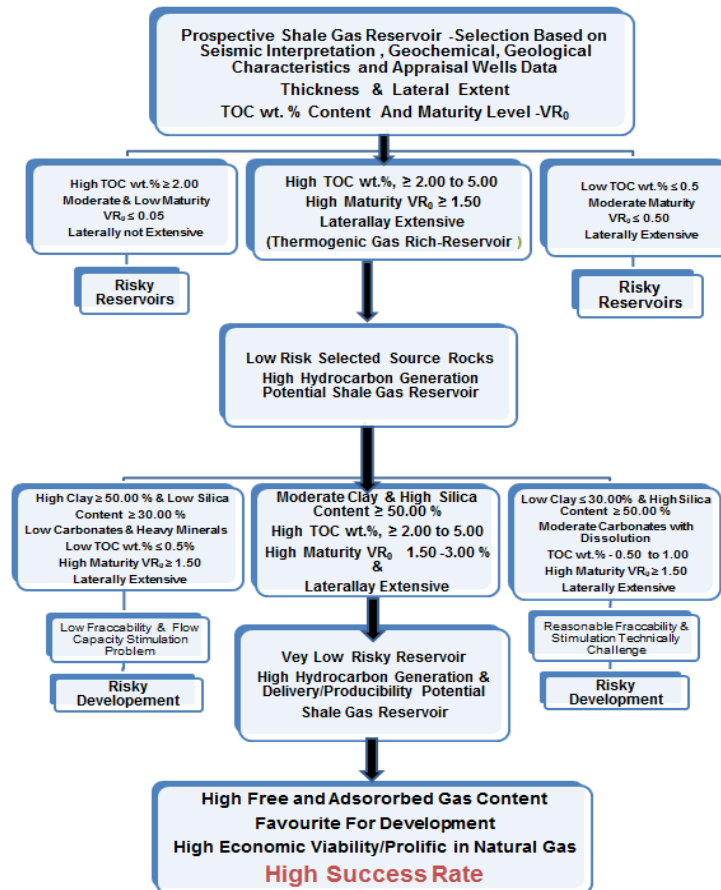 Prospective Shale Gas Reservoir -Selection Based on
Seismic Interpretation , Geochemical, Geological
Characteristics and Appraisal Wells Data
Thickness & Lateral Extent
TOC wt. % Content And Maturity Level -VR₀
High TOC wt.% ≥ 2.00
Moderate & Low Maturity
VR₀ ≤ 0.05
Laterally not Extensive
Risky
Reservoirs
High TOC wt.%, ≥ 2.00 to 5.00
High Maturity VR₀ ≥ 1.50
Laterallay Extensive
(Thermogenic Gas Rich-Reservoir )
Low TOC wt.% ≤ 0.5
Moderate Maturity
VR₀ ≤ 0.50
Laterally Extensive
Risky
Reservoirs
Low Risk Selected Source Rocks
High Hydrocarbon Generation
Potential Shale Gas Reservoir
High Clay ≥ 50.00 % & Low Silica
Content ≥ 30.00 %
Low Carbonates & Heavy Minerals
Low TOC wt.% ≤ 0.5%
High Maturity VR₀ ≥ 1.50
Laterally Extensive
Low Fraccability & Flow
Capacity Stimulation
Problem
Risky
Developement
Moderate Clay & High Silica
Content ≥ 50.00 %
High TOC wt.%, ≥ 2.00 to 5.00
High Maturity VR₀ 1.50 -3.00 %
&
Laterallay Extensive
Vey Low Risky Reservoir
High Hydrocarbon Generation &
Delivery/Producibility Potential
Shale Gas Reservoir
Low Clay ≤ 30.00% & High Silica
Content ≥ 50.00 %
Moderate Carbonates with
Dissolution
TOC wt.% - 0.50 to 1.00
High Maturity VR₀ ≥ 1.50
Laterally Extensive
Reasonable Fraccability &
Stimulation Technically
Challenge
Risky
Development
High Free and Adsororbed Gas Content
Favourite For Development
High Economic Viability/Prolific in Natural Gas
High Success Rate